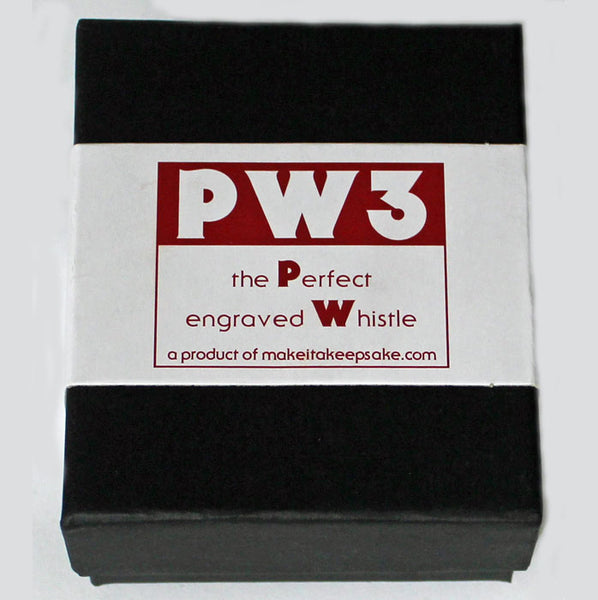 PW3
the Perfect
engraved Whistle
a product of makeitakeepsake.com